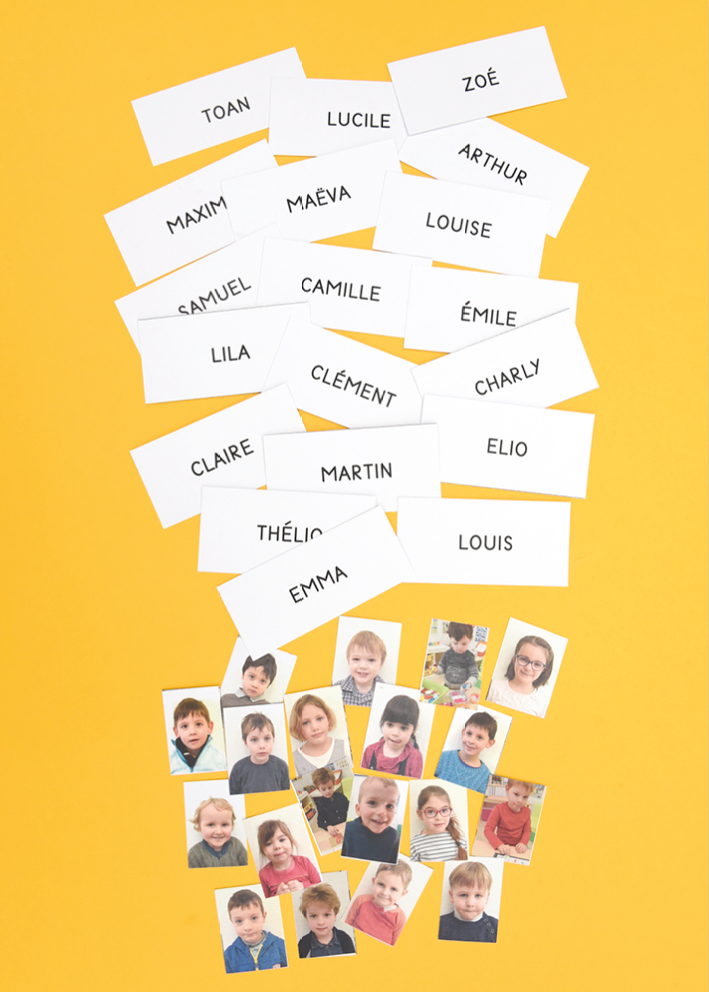 TOAN
LUCILE
ZOÉ
ARTHUR
MAXIM
MAËVA
LOUISE
SAMUEL
CAMILLE
ÉMILE
LILA
CLÉMENT
CHARLY
CLAIRE
MARTIN
ELIO
THÉLIO
LOUIS
EMMA